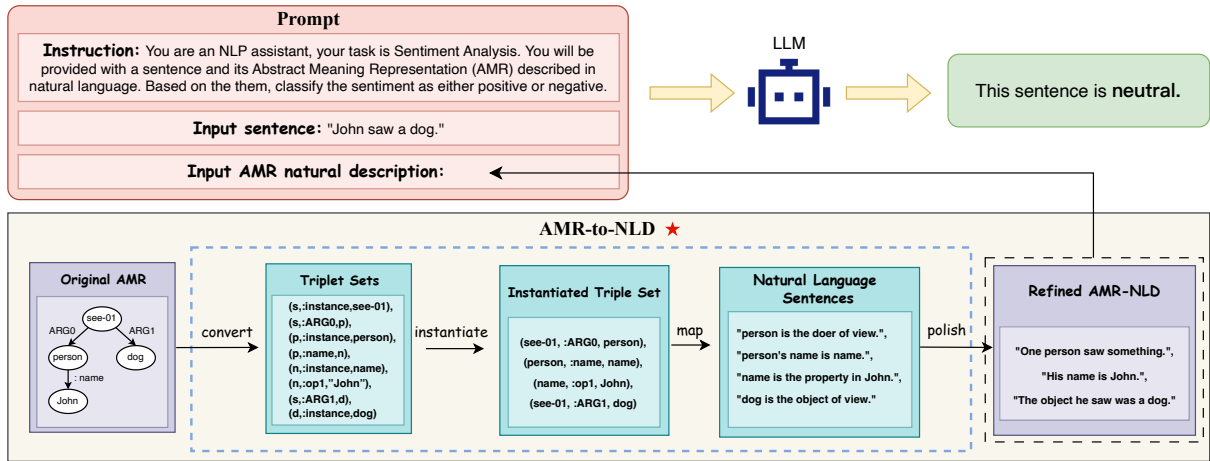 Prompt
Instruction: You are an NLP assistant, your task is Sentiment Analysis. You will be
provided with a sentence and its Abstract Meaning Representation (AMR) described in
natural language. Based on the them, classify the sentiment as either positive or negative.
Input sentence: "John saw a dog."
Input AMR natural description:
LLM
This sentence is neutral.
AMR-to-NLD
Original AMR
see-01
ARG0
ARG1
person
dog
: name
John
convert
Triplet Sets
(s,:instance,see-01),
(s,:ARG0,p),
(p,:instance,person),
(p,:name,n),
(n,:instance,name),
(n,:op1,"John"),
(s,:ARG1,d),
(d,:instance,dog)
instantiate
Instantiated Triple Set
(see-01, :ARG0, person),
(person, :name, name),
(name, :op1, John),
(see-01, :ARG1, dog)
map
Natural Language
Sentences
"person is the doer of view.",
"person's name is name.",
"name is the property in John.",
"dog is the object of view."
polish
Refined AMR-NLD
"One person saw something.",
"His name is John.",
"The object he saw was a dog."